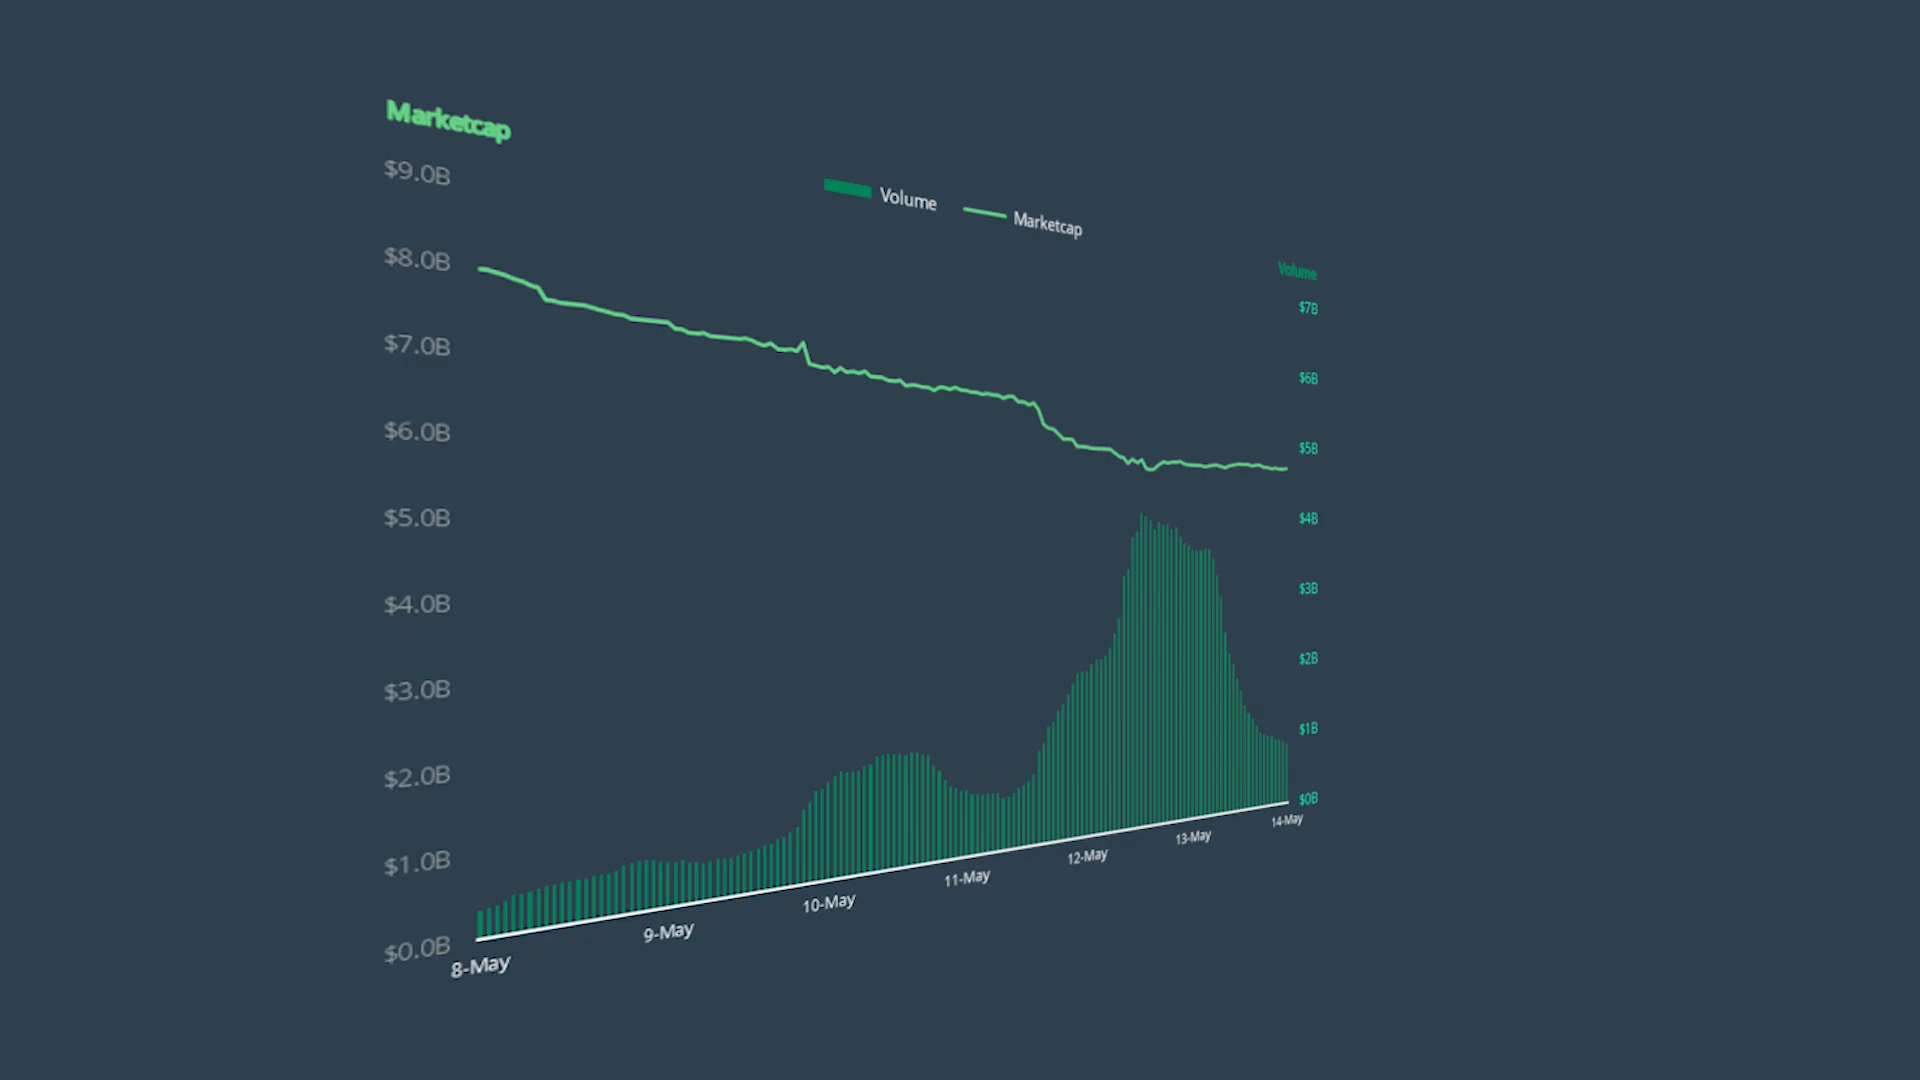 Marketcap
$9.0B
$8.0B
$7.0B
$6.0B
$5.0B
$4.0B
$3.0B
$2.0B
$1.0B
$0.0B
Volume
Marketcap
Volume
$7B
$6B
$5B
$4B
$3B
$2B
$1B
$0B
8-May
9-May
10-May
11-May
12-May
13-May
14-May